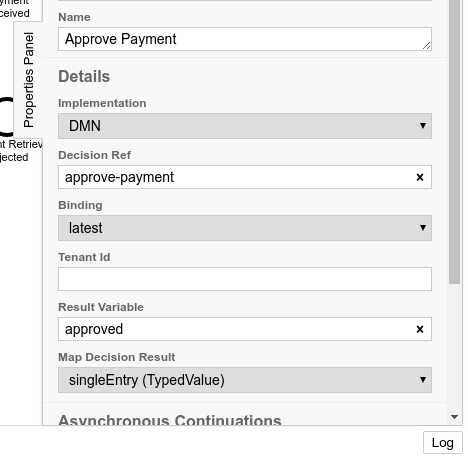 yment
ceived
Properties Panel
nt Retriev
jected
Name
Approve Payment
Details
Implementation
DMN
Decision Ref
approve-payment
Binding
latest
Tenant Id
Result Variable
approved
Map Decision Result
singleEntry (TypedValue)
Asynchronous Continuations
Log